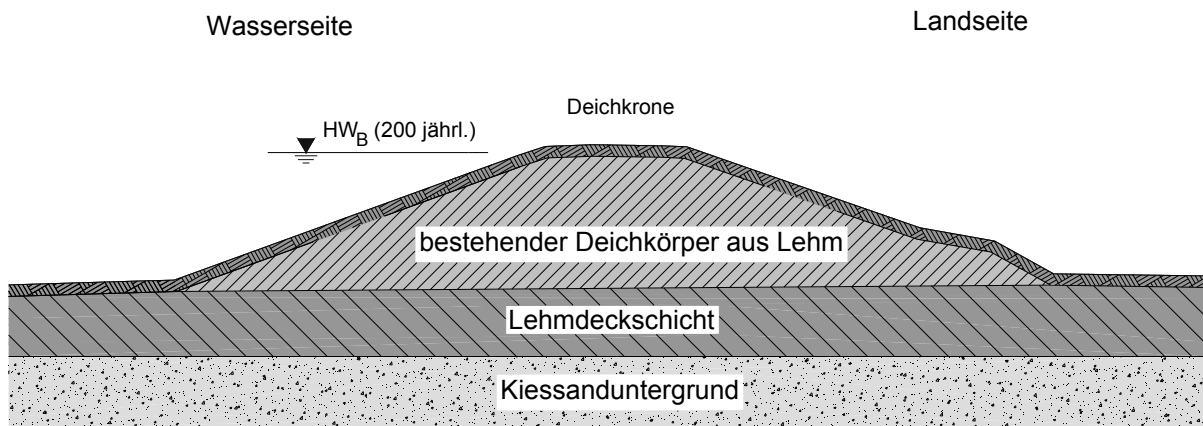 Wasserseite
Landseite
Deichkrone
HWB (200 jährl.)
bestehender Deichkörper aus Lehm
Lehmdeckschicht
Kiessanduntergrund